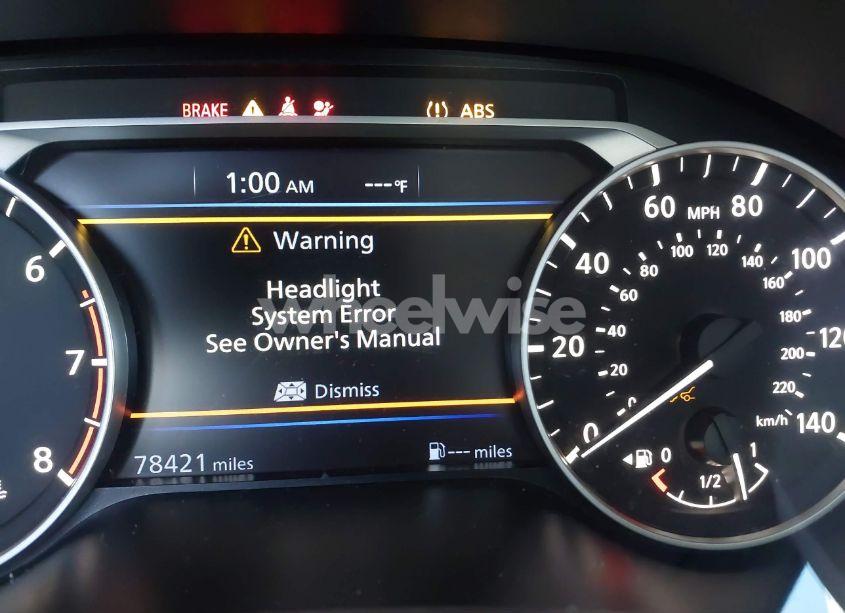 BRAKE
ABS
1:00 AM
---°F
Warning
Headlight
System Error
See Owner's Manual
Dismiss
78421 miles
--- miles
6
7
8
0
20
40
60 MPH 80
100
120
140
0
20
40
60
80
100
120
140
160
180
200
220
km/h
0
1/2
1
wheelwise